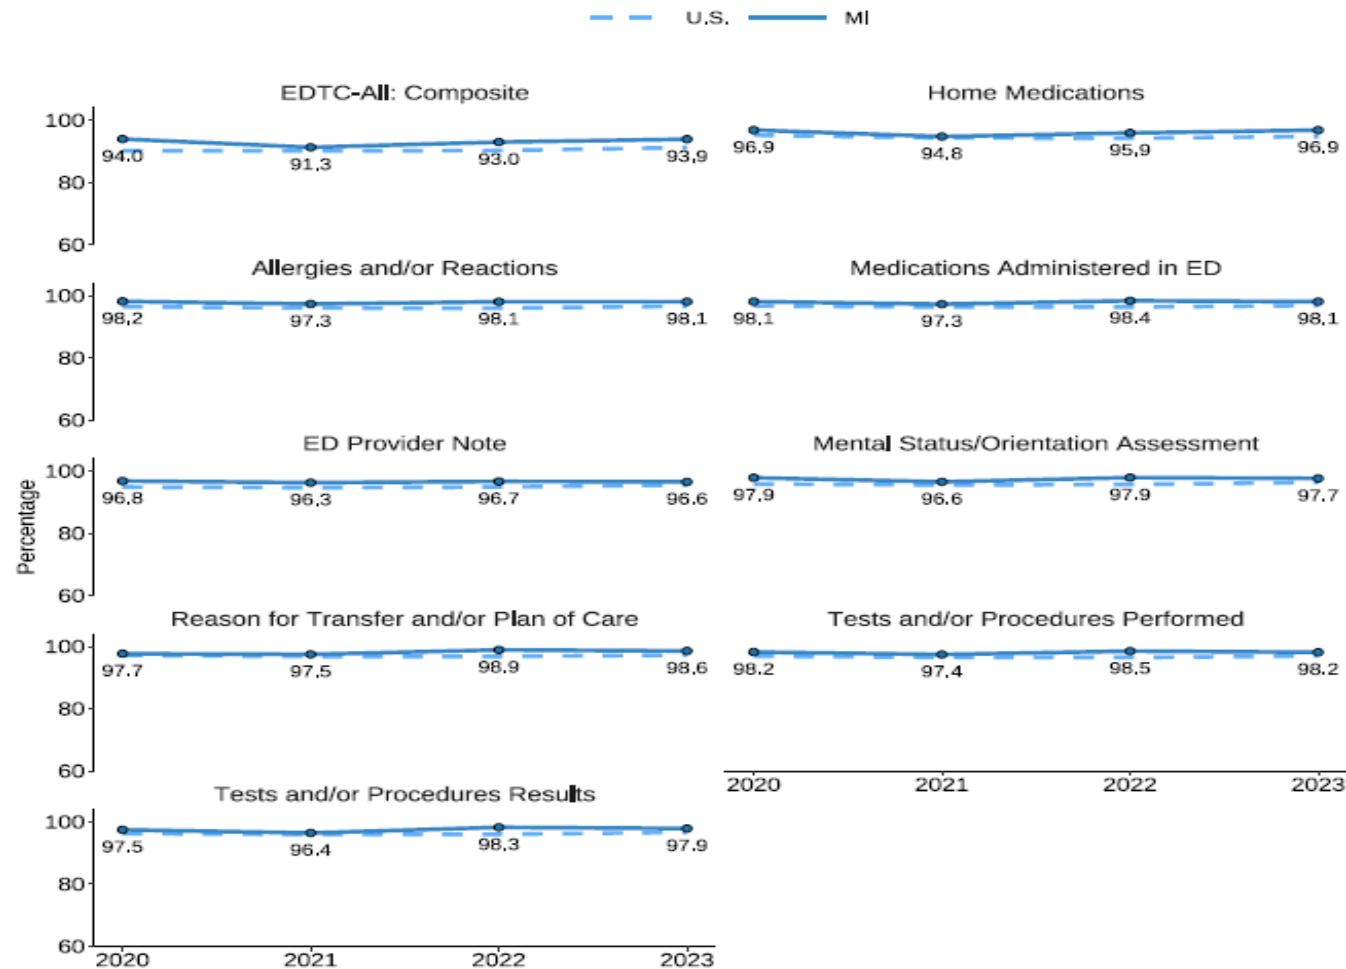 U.S. MI
EDTC-All: Composite
Home Medications
100
80
60
94.0 91.3 93.0 93.9
96.9 94.8 95.9 96.9
Allergies and/or Reactions
Medications Administered in ED
100
80
60
98.2 97.3 98.1 98.1
98.1 97.3 98.4 98.1
ED Provider Note
Mental Status/Orientation Assessment
Percentage
100
80
60
96.8 96.3 96.7 96.6
97.9 96.6 97.9 97.7
Reason for Transfer and/or Plan of Care
Tests and/or Procedures Performed
100
80
60
97.7 97.5 98.9 98.6
98.2 97.4 98.5 98.2
2020 2021 2022 2023
Tests and/or Procedures Results
100
80
60
97.5 96.4 98.3 97.9
2020 2021 2022 2023